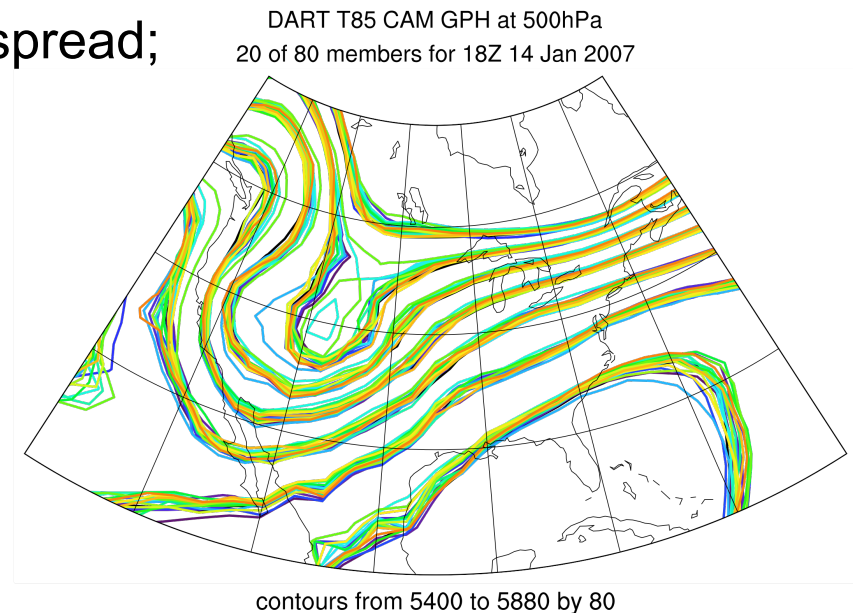 spread;
DART T85 CAM GPH at 500hPa
20 of 80 members for 18Z 14 Jan 2007
contours from 5400 to 5880 by 80